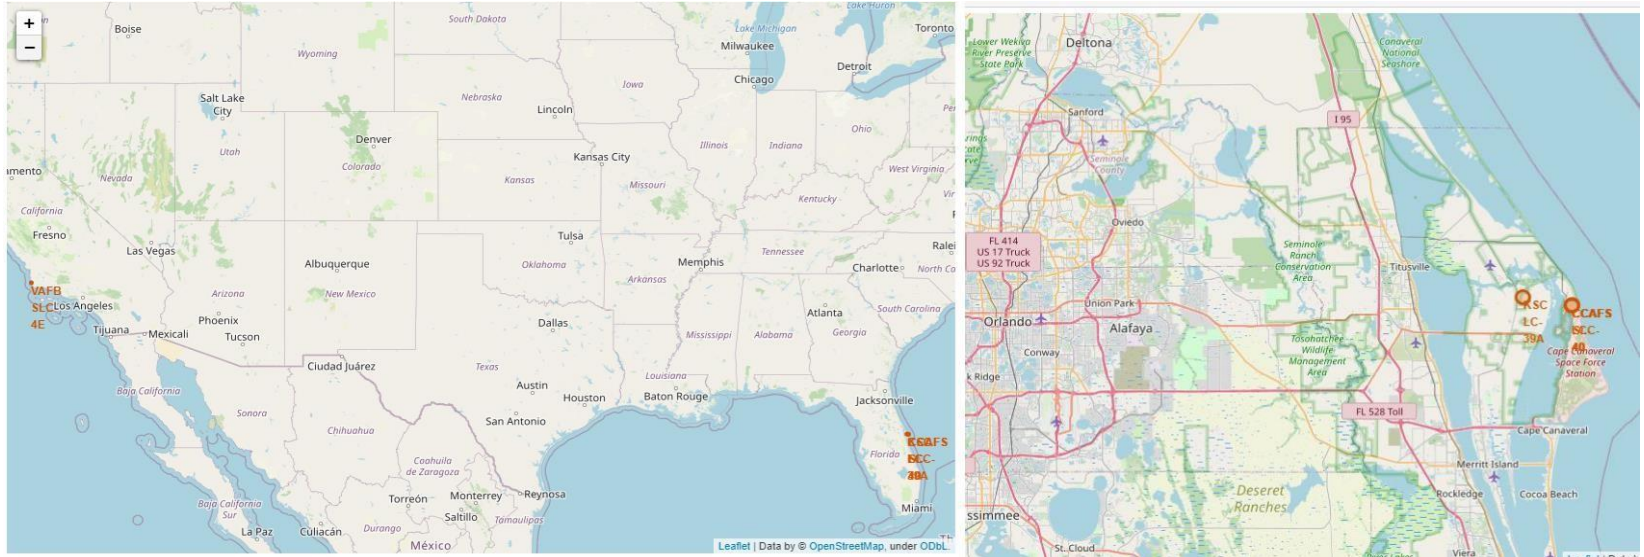 +
−
Boise
South Dakota
Lake Huron
Toronto
Wyoming
Lake Michigan
Milwaukee
Detroit
Chicago
Iowa
Salt Lake
City
Nebraska
Lincoln
Ohio
Denver
Utah
Illinois
Indiana
Colorado
Kansas City
West Virginia
Nevada
Kansas
Missouri
Kentucky
California
Fresno
Las Vegas
Tulsa
Albuquerque
Memphis
Tennessee
Charlotte
Oklahoma
Arkansas
Arizona
New Mexico
VAFB
SLC
4E
Los Angeles
South Carolina
Atlanta
Phoenix
Tijuana
Mexicali
Tucson
Dallas
Mississippi
Alabama
Georgia
Ciudad Juárez
Texas
Louisiana
Baja California
Austin
Houston
Baton Rouge
Jacksonville
Sonora
San Antonio
Chihuahua
Florida
Coahuila
de Zaragoza
Torreón
Monterrey
Reynosa
Saltillo
Miami
Baja California
Sur
La Paz
Culiacán
Durango
México
Tamaulipas
Leaflet | Data by © OpenStreetMap, under ODbL.
Lower Wekiva
River Preserve
State Park
Deltona
Canaveral
National
Seashore
Sanford
I 95
Seminole
County
Oviedo
FL 414
US 17 Truck
US 92 Truck
Seminole
Ranch
Conservation
Area
Titusville
Union Park
KSC
LC-
39A
CCAFS
Orlando
Alafaya
Tosohatchee
Wildlife
Management
Area
Conway
Cape Canaveral
Space Force
Station
k Ridge
FL 528 Toll
Cape Canaveral
Merritt Island
Deseret
Ranches
Rockledge
Cocoa Beach
ssimmee
St. Cloud
Viera